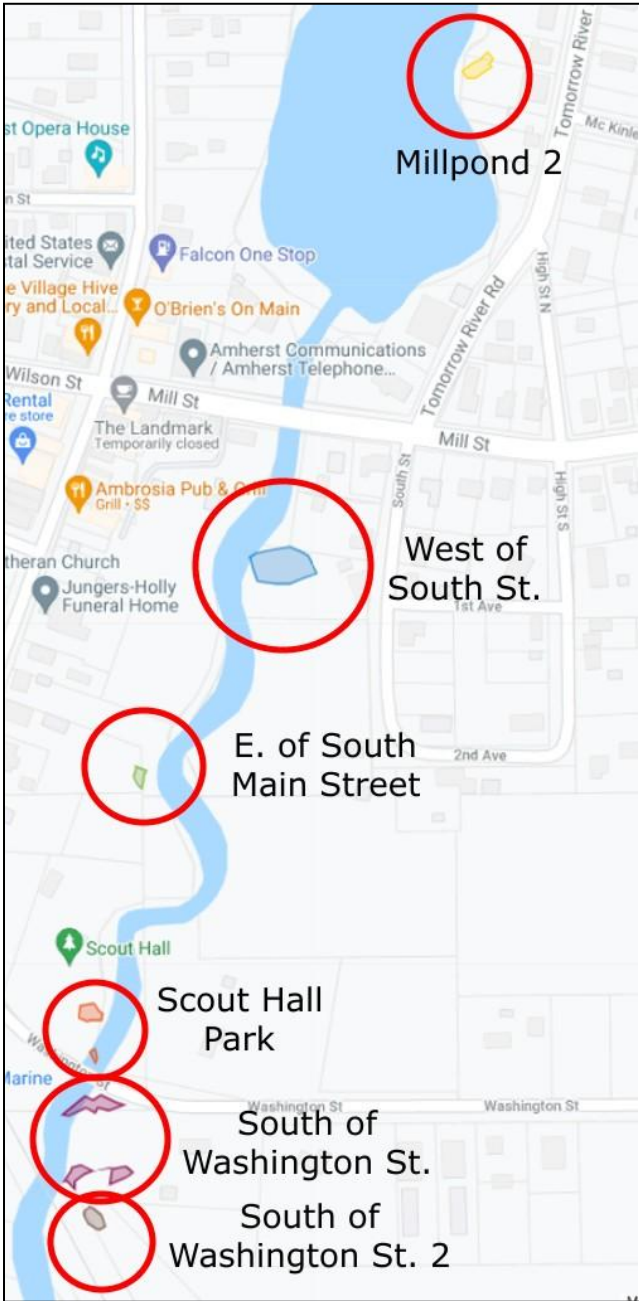 st Opera House
Tomorrow River
Mc Kinle
Millpond 2
n St
ited States
tal Service
Falcon One Stop
High St N
e Village Hive
ry and Local...
O'Brien's On Main
Tomorrow River Rd
Amherst Communications
/ Amherst Telephone...
Wilson St
Mill St
Rental
re store
The Landmark
Temporarily closed
Mill St
South St
High St S
Ambrosia Pub & Grill
Grill • $$
West of
South St.
theran Church
Jungers-Holly
Funeral Home
1st Ave
E. of South
Main Street
2nd Ave
Scout Hall
Scout Hall
Park
Washington St
Marine
Washington St
Washington St
South of
Washington St.
South of
Washington St. 2
M